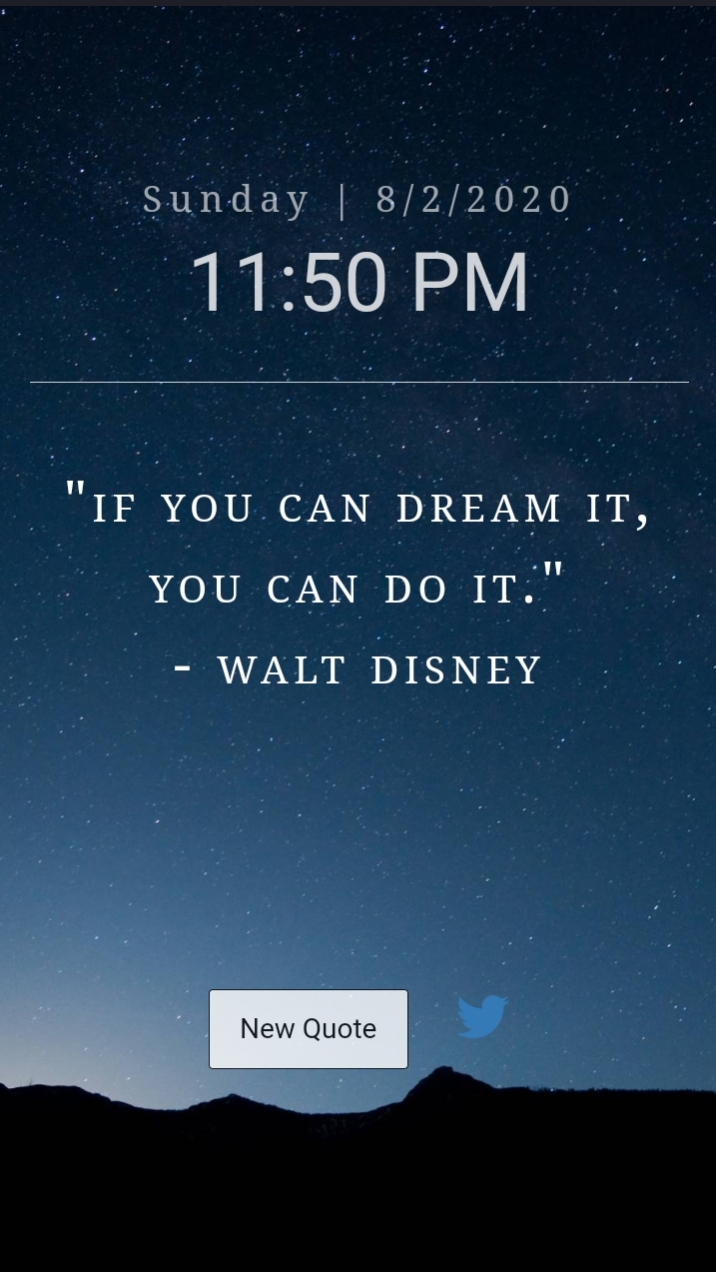 Sunday | 8/2/2020
11:50 PM
"IF YOU CAN DREAM IT,
YOU CAN DO IT."
- WALT DISNEY
New Quote